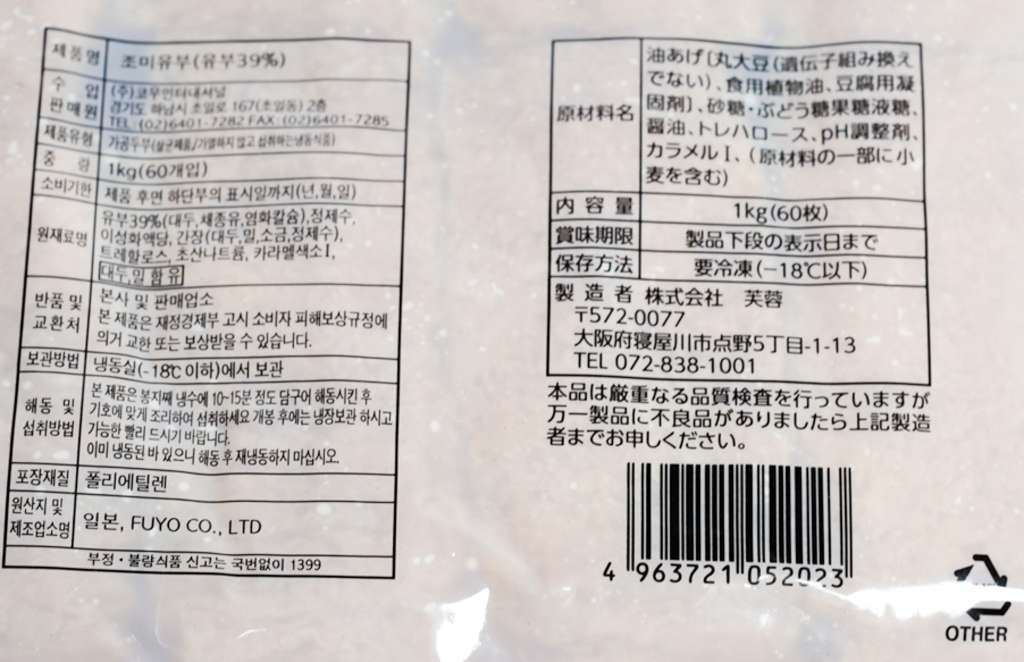 제품명 조미유부(유부39%)
수 입 판매원 (주)코우인터내셔널
경기도 하남시 초일로 167(초일동) 2층
TEL (02)6401-7282 FAX (02)6401-7285
제품유형 가공두부(살균제품/가열하지 않고 섭취하는냉동식품)
중 량 1kg(60개입)
소비기한 제품 후면 하단부의 표시일까지(년,월,일)
원재료명 유부39%(대두,채종유,염화칼슘),정제수,
이성화액당, 간장(대두,밀,소금,정제수),
트레할로스, 초산나트륨, 카라멜색소I,
대두,밀 함유
반품 및 교환처 본사 및 판매업소
본 제품은 재정경제부 고시 소비자 피해보상규정에
의거 교환 또는 보상받을 수 있습니다.
보관방법 냉동실(-18℃ 이하)에서 보관
해동 및 섭취방법 본 제품은 봉지째 냉수에 10~15분 정도 담구어 해동시킨 후
기호에 맞게 조리하여 섭취하세요 개봉 후에는 냉장보관 하시고
가능한 빨리 드시기 바랍니다.
이미 냉동된 바 있으니 해동 후 재냉동하지 마십시오.
포장재질 폴리에틸렌
원산지 및 제조업소명 일본, FUYO CO., LTD
부정・불량식품 신고는 국번없이 1399
原材料名 油あげ〔丸大豆(遺伝子組み換え
でない)、食用植物油、豆腐用凝
固剤〕、砂糖・ぶどう糖果糖液糖、
醤油、トレハロース、pH調整剤、
カラメルI、(原材料の一部に小
麦を含む)
内容量 1kg(60枚)
賞味期限 製品下段の表示日まで
保存方法 要冷凍(-18℃以下)
製造者 株式会社 芙蓉
〒572-0077
大阪府寝屋川市点野5丁目-1-13
TEL 072-838-1001
本品は厳重なる品質検査を行っていますが
万一製品に不良品がありましたら上記製造
者までお申しください。
4 963721 052023
OTHER